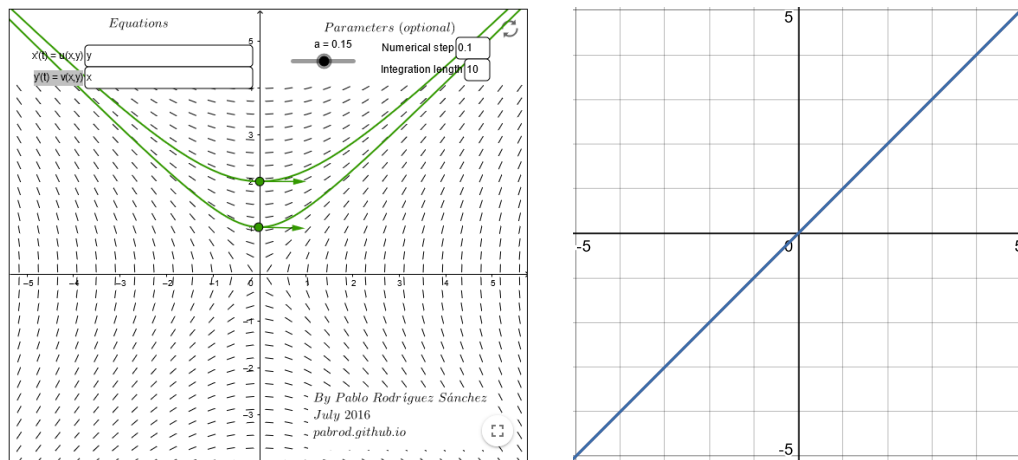 Equations
x'(t) = u(x,y) y
y'(t) = v(x,y) x
Parameters (optional)
a = 0.15
Numerical step 0.1
Integration length 10
5
3
2
1
-5 -4 -3 -2 -1 0 1 2 3 4 5
-1
-2
-3
By Pablo Rodríguez Sánchez
July 2016
pabrod.github.io
5
-5 0 5
-5